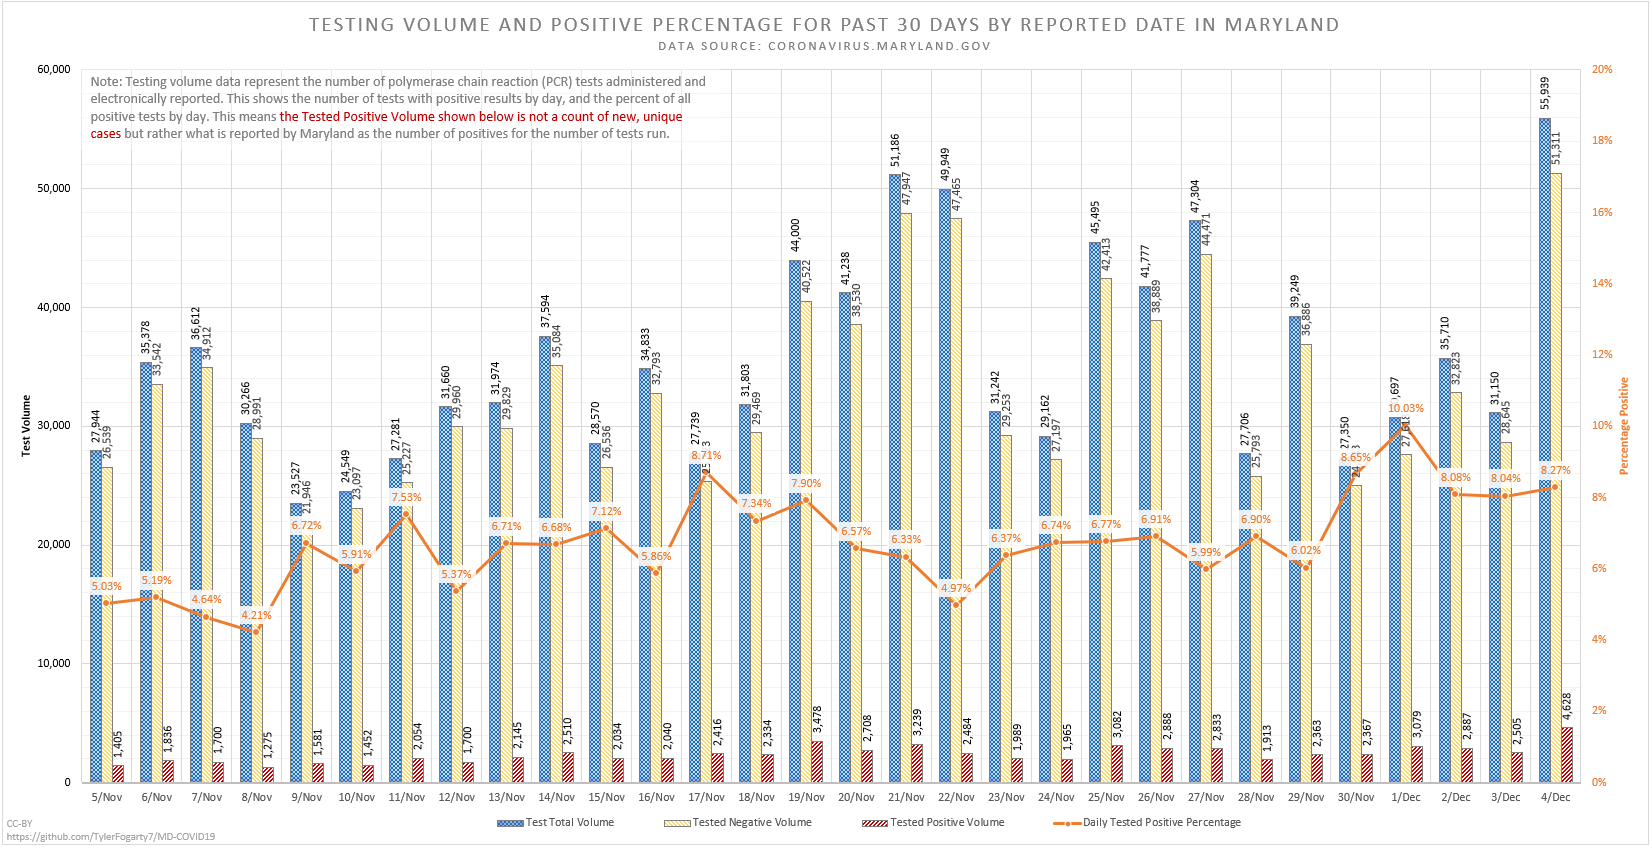 TESTING VOLUME AND POSITIVE PERCENTAGE FOR PAST 30 DAYS BY REPORTED DATE IN MARYLAND
DATA SOURCE: CORONAVIRUS.MARYLAND.GOV
Note: Testing volume data represent the number of polymerase chain reaction (PCR) tests administered and
electronically reported. This shows the number of tests with positive results by day, and the percent of all
positive tests by day. This means the Tested Positive Volume shown below is not a count of new, unique
cases but rather what is reported by Maryland as the number of positives for the number of tests run.
Test Volume
60,000
50,000
40,000
30,000
20,000
10,000
0
27,944 35,378 36,612 30,266 23,527 24,549 27,281 31,660 31,974 37,594 28,570 34,833 27,739 31,803 44,000 41,238 51,186 49,949 31,242 29,162 45,495 41,777 47,304 27,706 39,249 27,350 35,710 31,150 55,939
26,539 33,542 34,912 28,991 21,946 23,097 25,227 29,960 29,829 35,084 26,536 32,793 29,469 40,522 38,530 47,947 47,465 29,253 27,197 42,413 38,889 44,471 25,793 36,886 27,618 32,823 28,645 51,311
5.03% 5.19% 4.64% 4.21% 6.72% 5.91% 7.53% 5.37% 6.71% 6.68% 7.12% 5.86% 8.71% 7.34% 7.90% 6.57% 6.33% 4.97% 6.37% 6.74% 6.77% 6.91% 5.99% 6.90% 6.02% 8.65% 10.03% 8.08% 8.04% 8.27%
1,405 1,836 1,700 1,275 1,581 1,452 2,054 1,700 2,145 2,510 2,034 2,040 2,416 2,334 3,478 2,708 3,239 2,484 1,989 1,965 3,082 2,888 2,833 1,913 2,363 2,367 3,079 2,887 2,505 4,628
20%
18%
16%
14%
12%
10%
8%
6%
4%
2%
0%
Percentage Positive
5/Nov 6/Nov 7/Nov 8/Nov 9/Nov 10/Nov 11/Nov 12/Nov 13/Nov 14/Nov 15/Nov 16/Nov 17/Nov 18/Nov 19/Nov 20/Nov 21/Nov 22/Nov 23/Nov 24/Nov 25/Nov 26/Nov 27/Nov 28/Nov 29/Nov 30/Nov 1/Dec 2/Dec 3/Dec 4/Dec
Test Total Volume Tested Negative Volume Tested Positive Volume Daily Tested Positive Percentage
CC-BY
https://github.com/TylerFogarty7/MD-COVID19